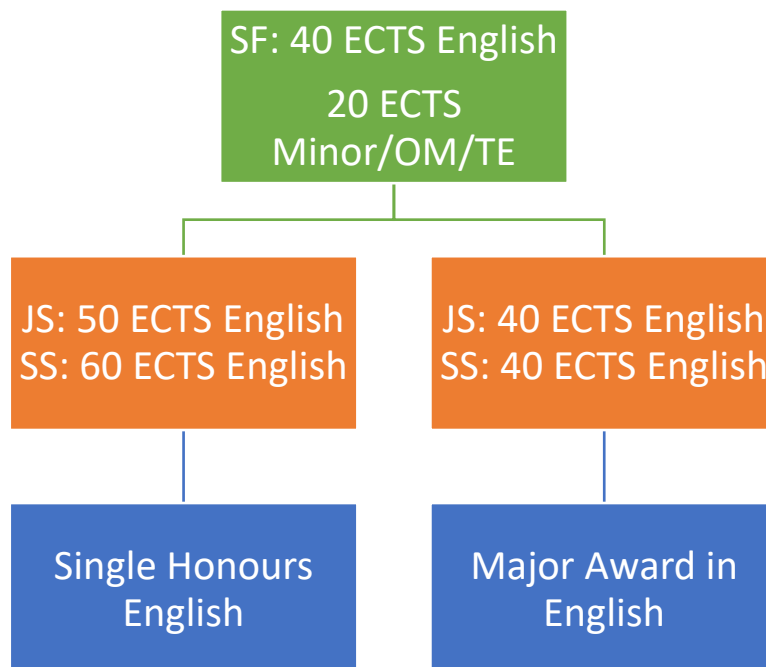 SF: 40 ECTS English
20 ECTS
Minor/OM/TE
JS: 50 ECTS English
SS: 60 ECTS English
JS: 40 ECTS English
SS: 40 ECTS English
Single Honours
English
Major Award in
English